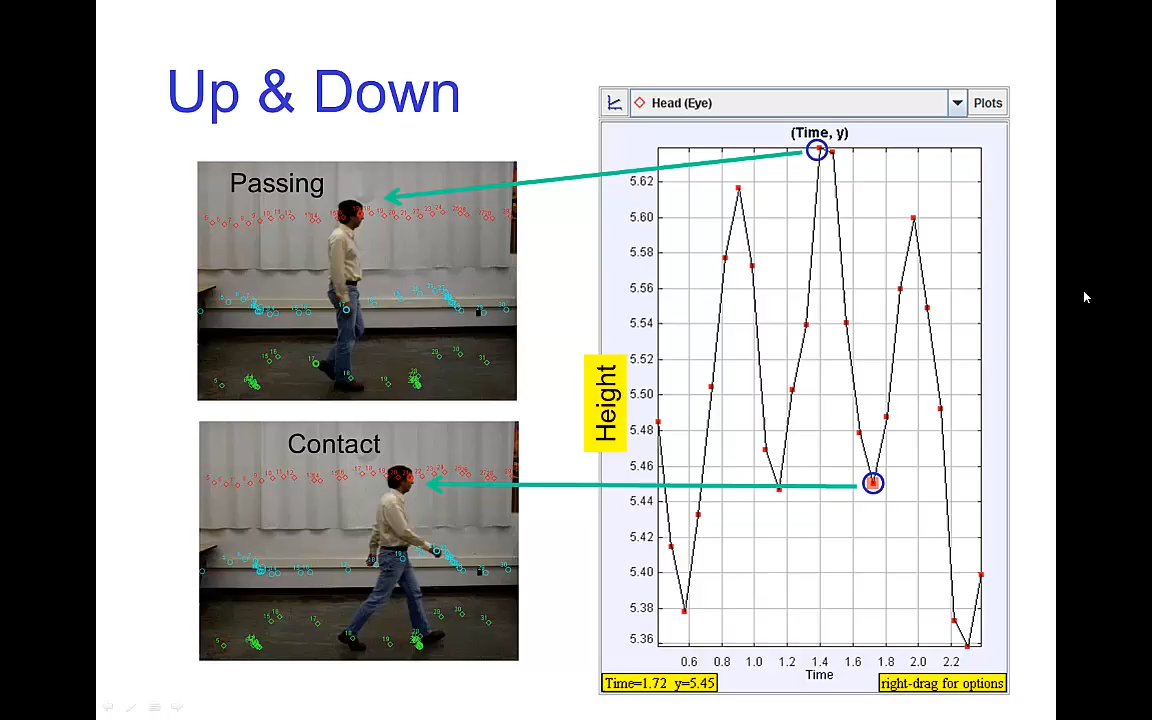 Up & Down
Passing
Contact
Head (Eye)
Plots
(Time, y)
5.62
5.60
5.58
5.56
5.54
5.52
5.50
5.48
5.46
5.44
5.42
5.40
5.38
5.36
Height
0.6 0.8 1.0 1.2 1.4 1.6 1.8 2.0 2.2
Time
Time=1.72 y=5.45
right-drag for options